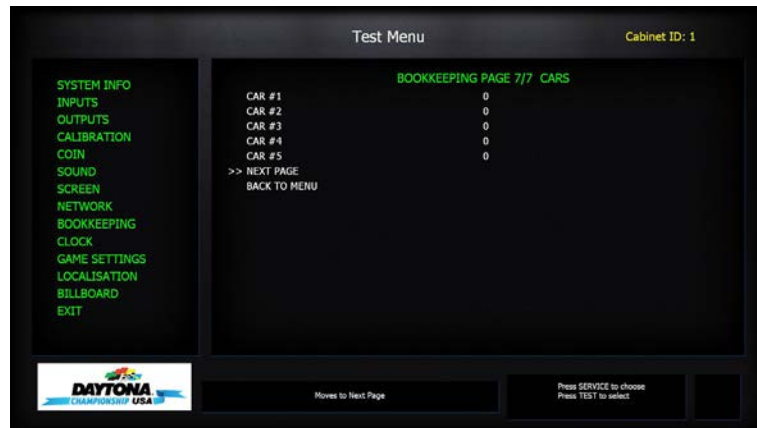 Test Menu
Cabinet ID: 1
SYSTEM INFO
INPUTS
OUTPUTS
CALIBRATION
COIN
SOUND
SCREEN
NETWORK
BOOKKEEPING
CLOCK
GAME SETTINGS
LOCALISATION
BILLBOARD
EXIT
BOOKKEEPING PAGE 7/7 CARS
CAR #1 0
CAR #2 0
CAR #3 0
CAR #4 0
CAR #5 0
>> NEXT PAGE
BACK TO MENU
DAYTONA
CHAMPIONSHIP USA
Moves to Next Page
Press SERVICE to choose
Press TEST to select